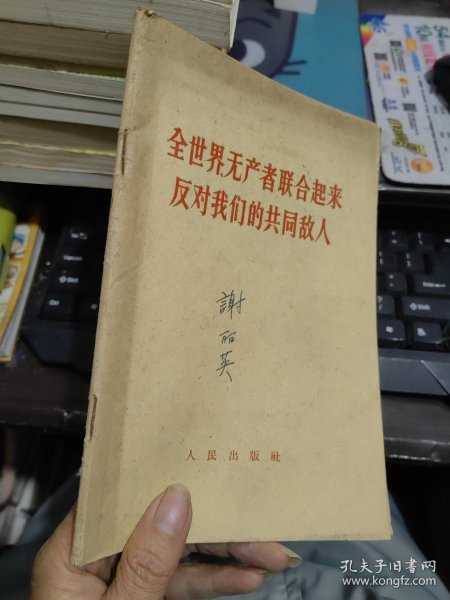 全世界无产者联合起来
反对我们的共同敌人
謝
丽
英
人民出版社
孔夫子旧书网
www.kongfz.com